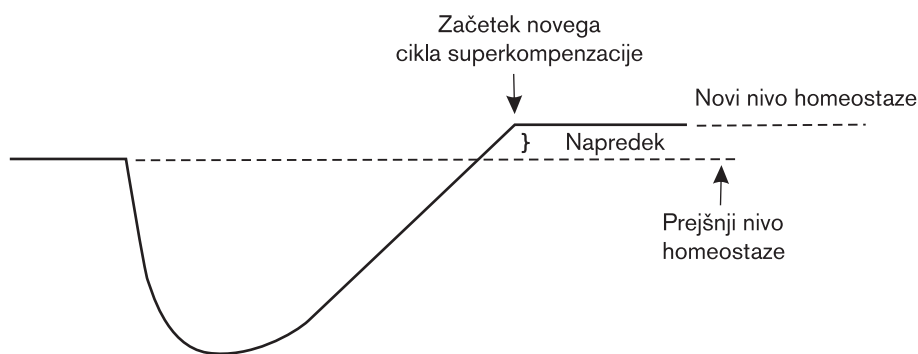 Začetek novega
cikla superkompenzacije
Novi nivo homeostaze
} Napredek
Prejšnji nivo
homeostaze